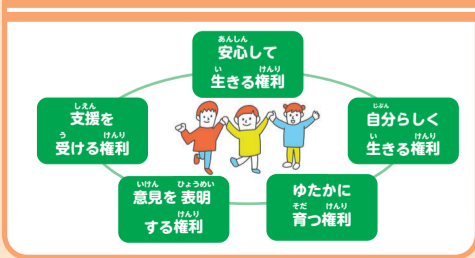 あんしん
安心して
い けんり
生きる権利
しえん
支援を
う けんり
受ける権利
じぶん
自分らしく
い けんり
生きる権利
いけん ひょうめい
意見を 表明
けんり
する権利
ゆたかに
そだ けんり
育つ権利